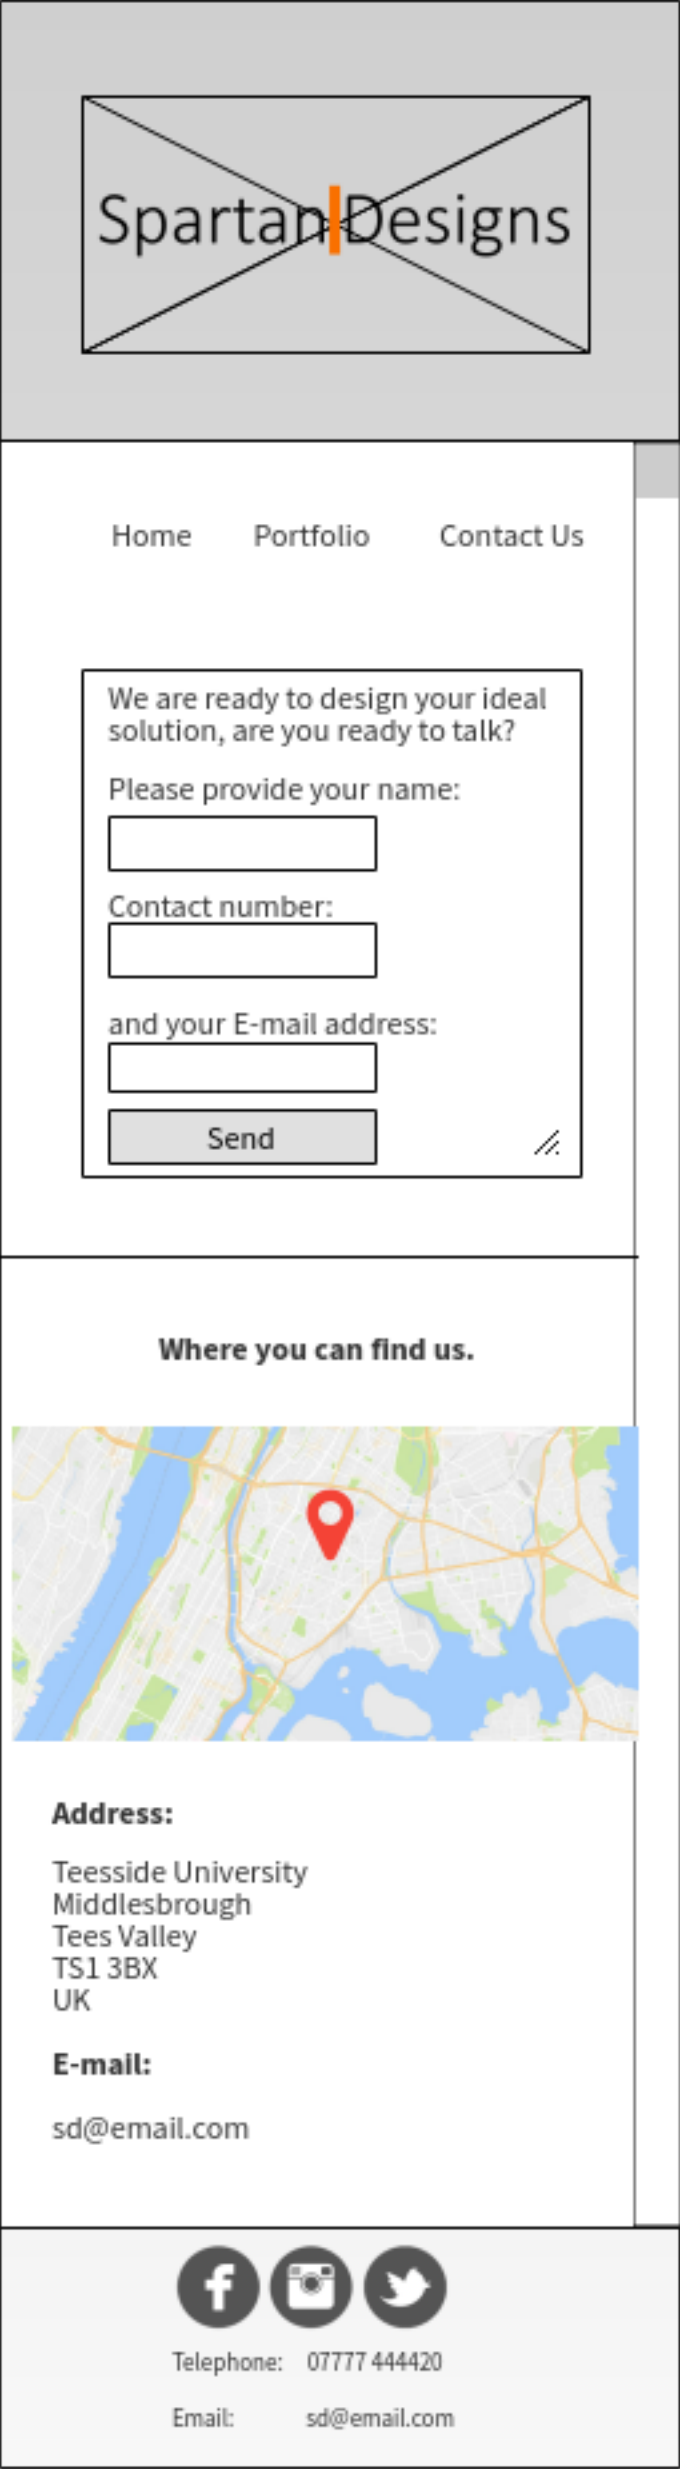 Spartan|Designs
Home Portfolio Contact Us
We are ready to design your ideal
solution, are you ready to talk?
Please provide your name:
Contact number:
and your E-mail address:
Send
Where you can find us.
Address:
Teesside University
Middlesbrough
Tees Valley
TS1 3BX
UK
E-mail:
sd@email.com
Telephone: 07777 444420
Email: sd@email.com